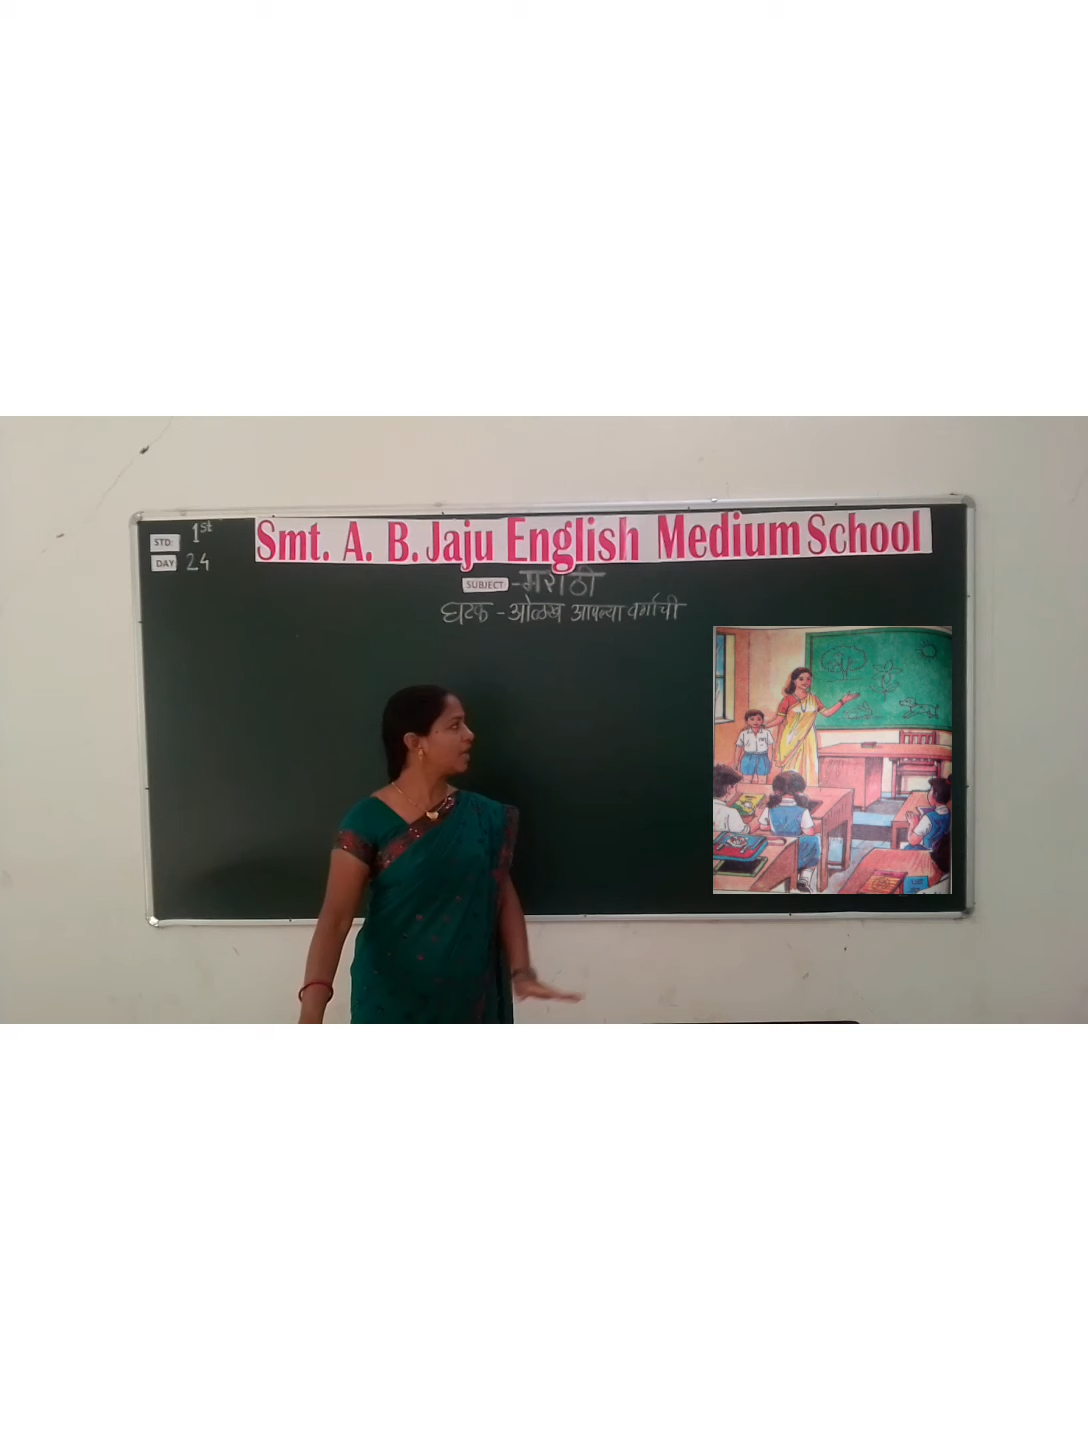 STD: 1st
Smt. A. B. Jaju English Medium School
DAY 24
SUBJECT - मराठी
घटक - ओळख आपल्या वर्गाची